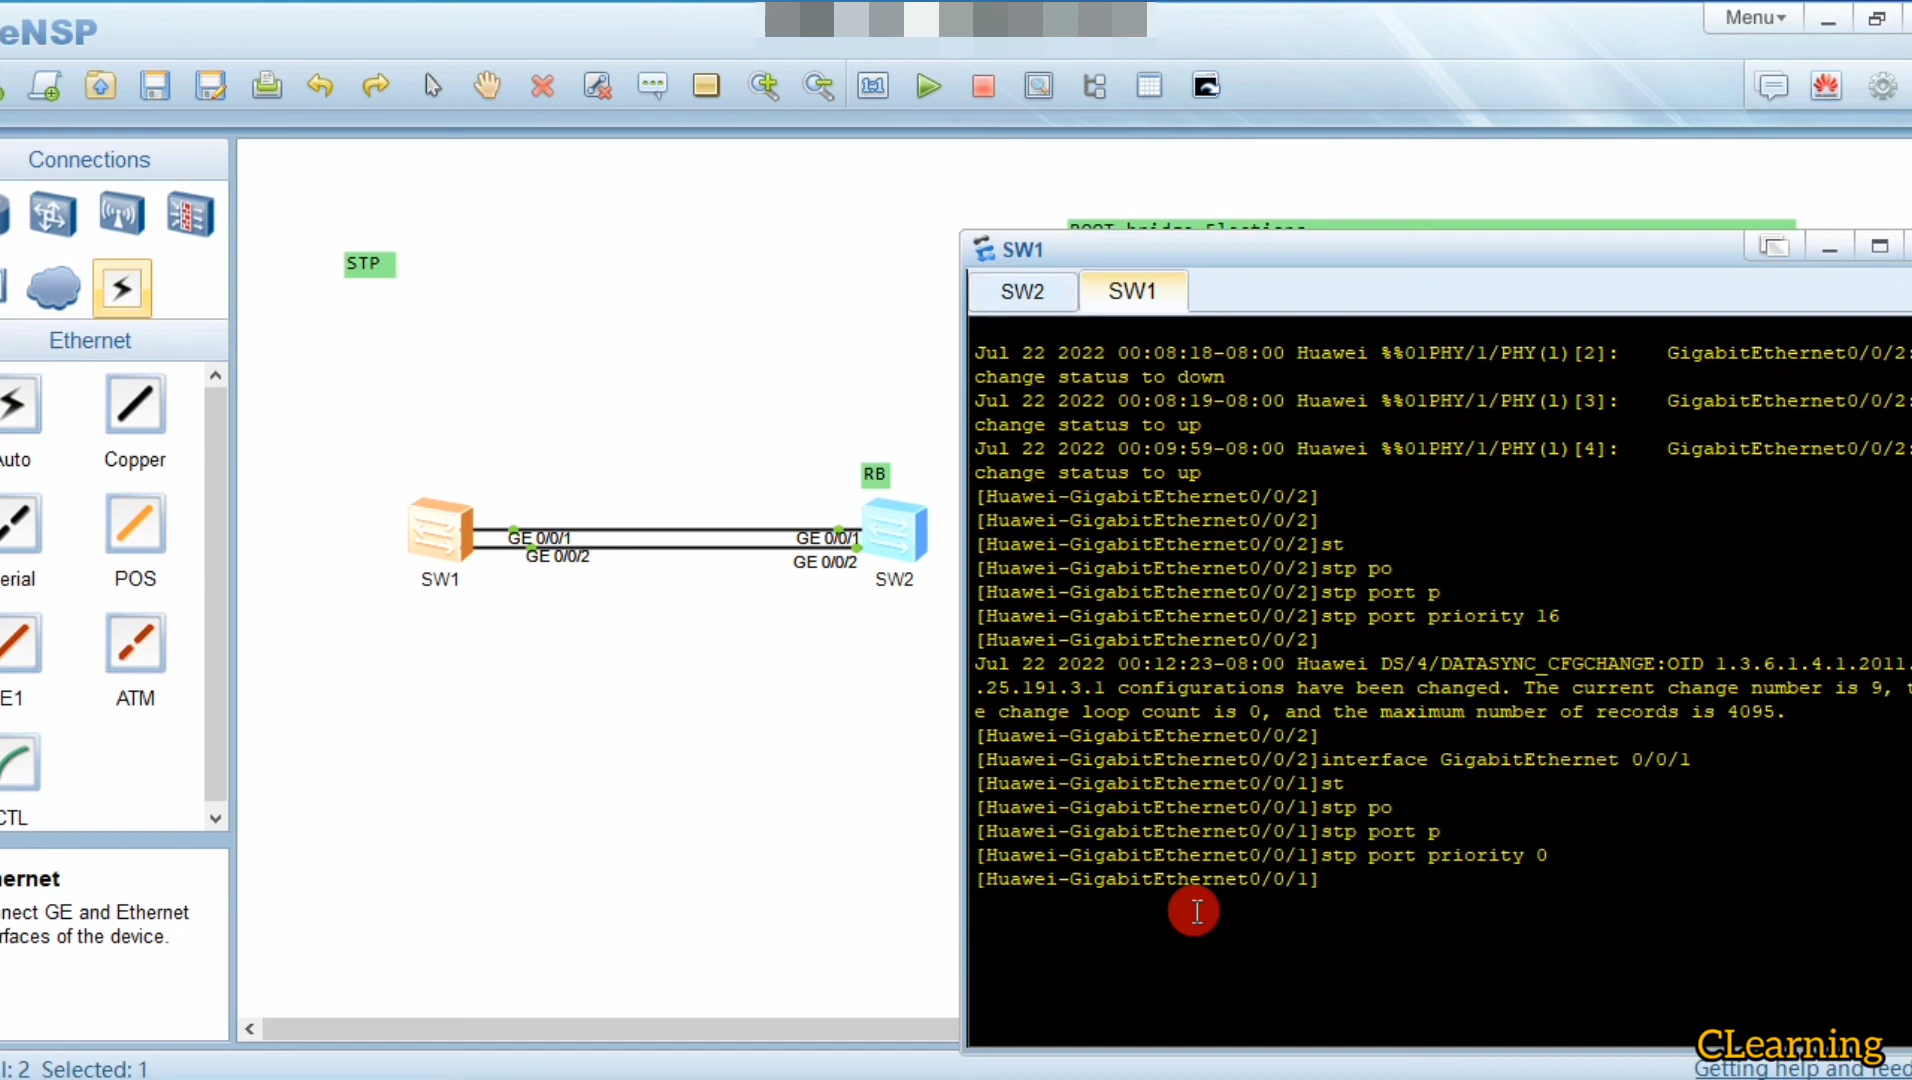 eNSP
Menu
Connections
Ethernet
Auto
Copper
erial
POS
E1
ATM
CTL
ernet
nect GE and Ethernet
rfaces of the device.
l: 2 Selected: 1
STP
RB
GE 0/0/1
GE 0/0/2
GE 0/0/1
GE 0/0/2
SW1
SW2
ROOT bridge Elections
SW1
SW2
SW1
Jul 22 2022 00:08:18-08:00 Huawei %%01PHY/1/PHY(l)[2]: GigabitEthernet0/0/2:
change status to down
Jul 22 2022 00:08:19-08:00 Huawei %%01PHY/1/PHY(l)[3]: GigabitEthernet0/0/2:
change status to up
Jul 22 2022 00:09:59-08:00 Huawei %%01PHY/1/PHY(l)[4]: GigabitEthernet0/0/2:
change status to up
[Huawei-GigabitEthernet0/0/2]
[Huawei-GigabitEthernet0/0/2]
[Huawei-GigabitEthernet0/0/2]st
[Huawei-GigabitEthernet0/0/2]stp po
[Huawei-GigabitEthernet0/0/2]stp port p
[Huawei-GigabitEthernet0/0/2]stp port priority 16
[Huawei-GigabitEthernet0/0/2]
Jul 22 2022 00:12:23-08:00 Huawei DS/4/DATASYNC_CFGCHANGE:OID 1.3.6.1.4.1.2011.
.25.191.3.1 configurations have been changed. The current change number is 9, t
e change loop count is 0, and the maximum number of records is 4095.
[Huawei-GigabitEthernet0/0/2]
[Huawei-GigabitEthernet0/0/2]interface GigabitEthernet 0/0/1
[Huawei-GigabitEthernet0/0/1]st
[Huawei-GigabitEthernet0/0/1]stp po
[Huawei-GigabitEthernet0/0/1]stp port p
[Huawei-GigabitEthernet0/0/1]stp port priority 0
[Huawei-GigabitEthernet0/0/1]
CLearning
Getting help and feed